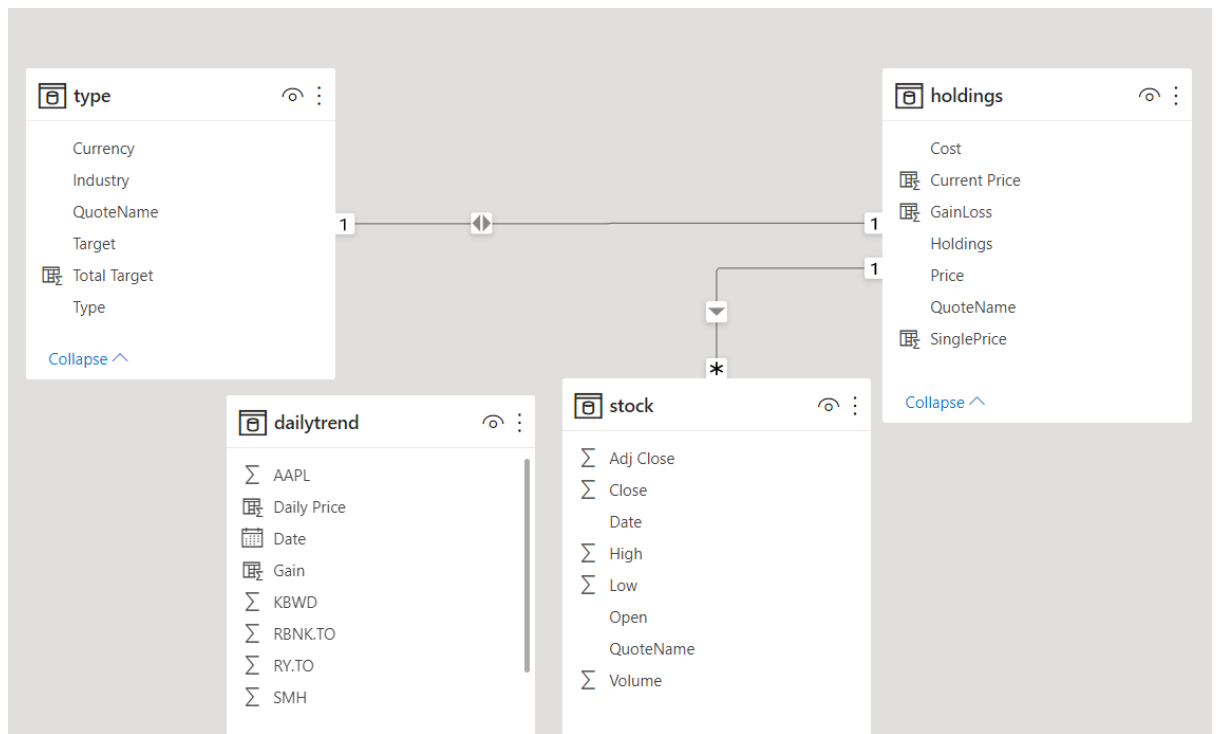 type
Currency
Industry
QuoteName
Target
Total Target
Type
Collapse
1
1
1
*
holdings
Cost
Current Price
GainLoss
Holdings
Price
QuoteName
SinglePrice
Collapse
dailytrend
AAPL
Daily Price
Date
Gain
KBWD
RBNK.TO
RY.TO
SMH
stock
Adj Close
Close
Date
High
Low
Open
QuoteName
Volume